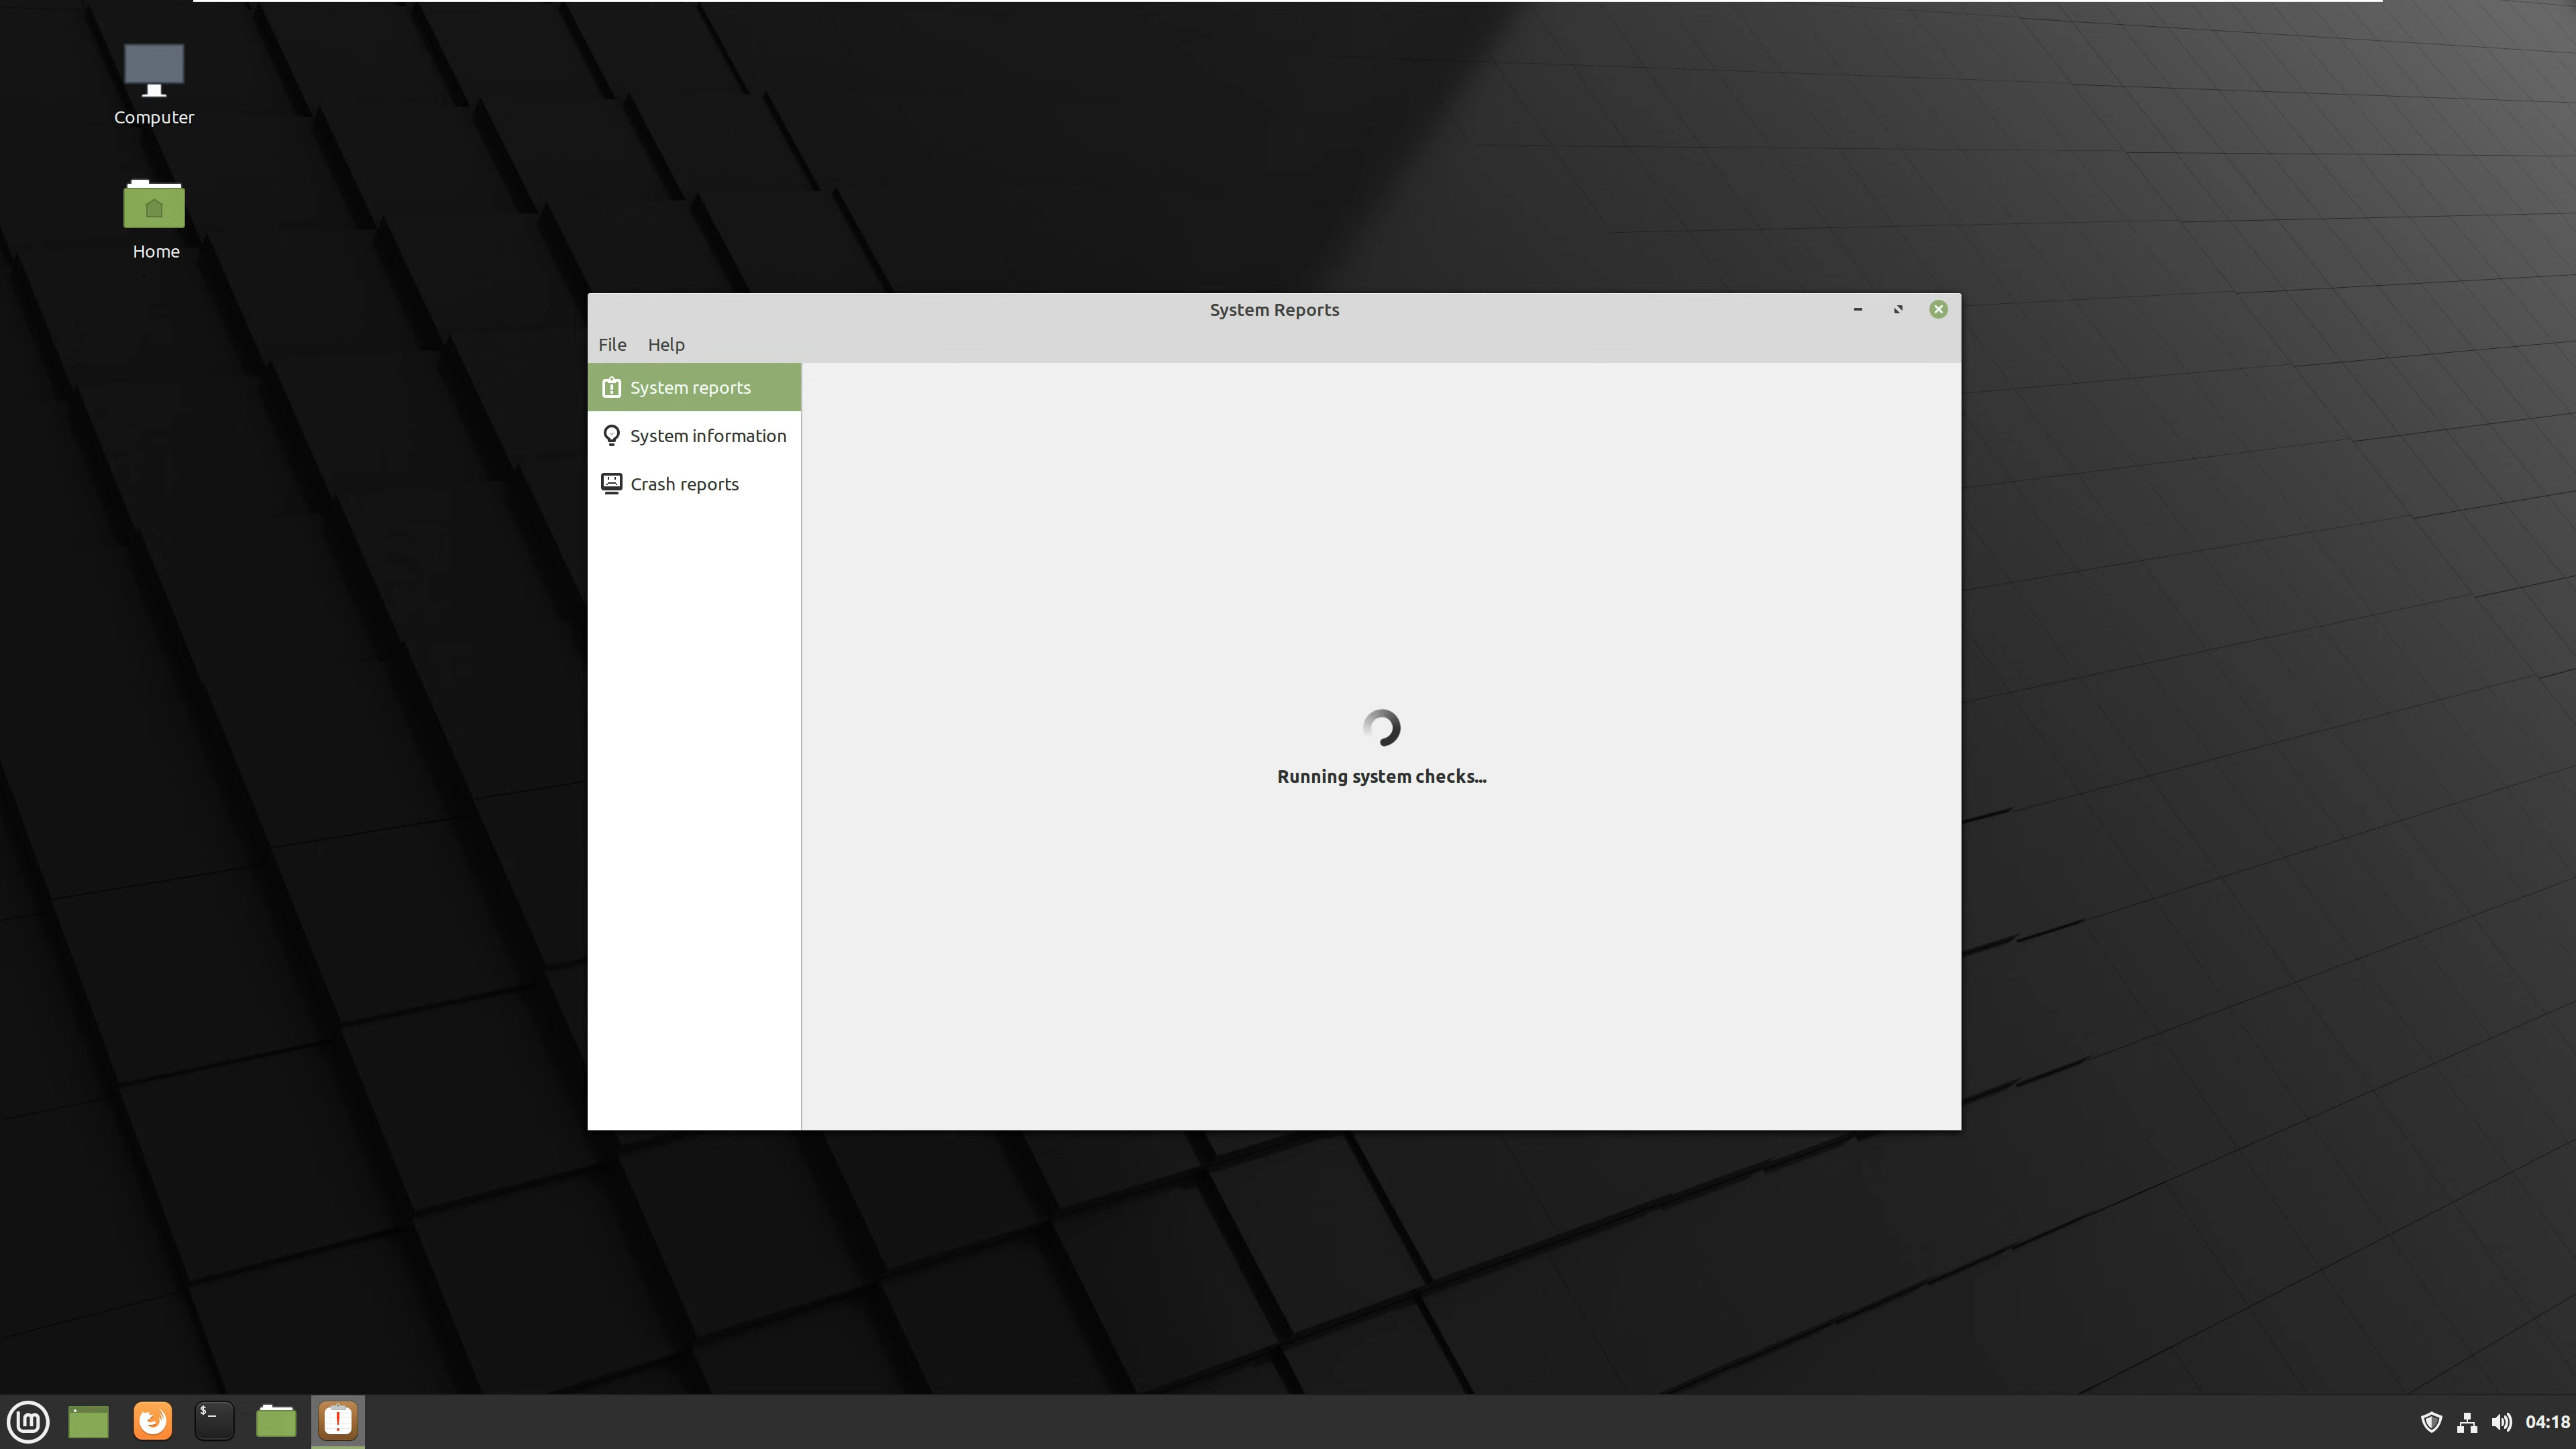 Computer
Home
System Reports
File Help
System reports
System information
Crash reports
Running system checks...
$_
04:18